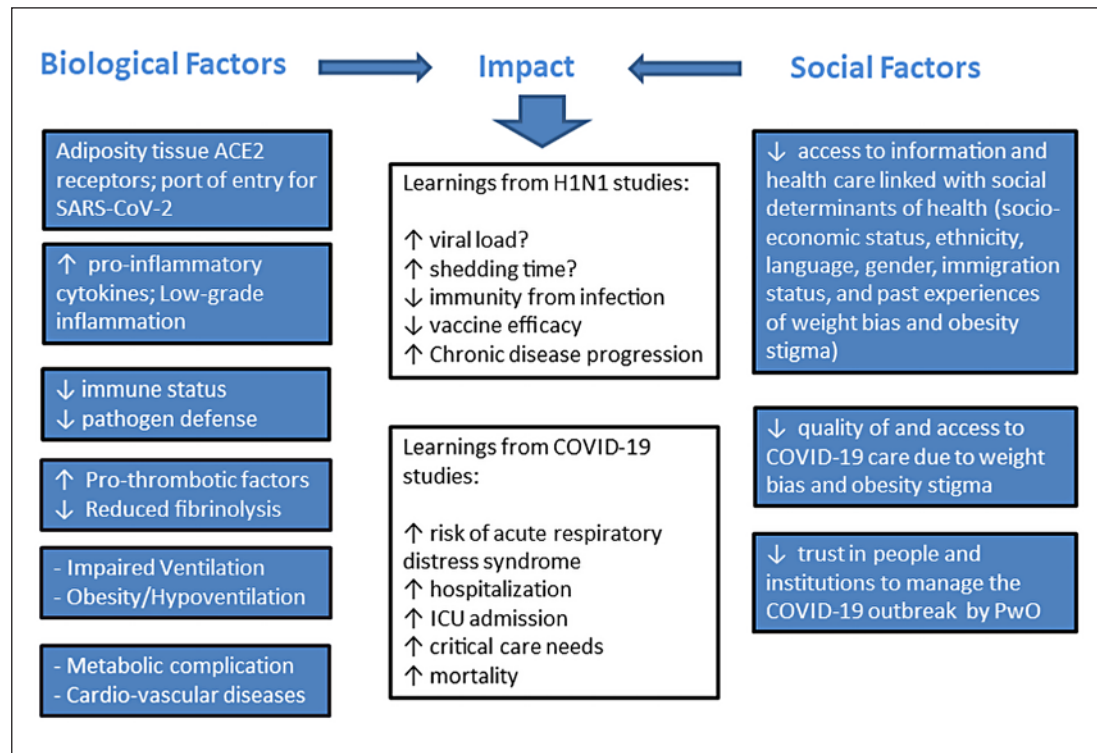 Biological Factors
Impact
Social Factors
Adiposity tissue ACE2
receptors; port of entry for
SARS-CoV-2
↑ pro-inflammatory
cytokines; Low-grade
inflammation
↓ immune status
↓ pathogen defense
↑ Pro-thrombotic factors
↓ Reduced fibrinolysis
- Impaired Ventilation
- Obesity/Hypoventilation
- Metabolic complication
- Cardio-vascular diseases
Learnings from H1N1 studies:
↑ viral load?
↑ shedding time?
↓ immunity from infection
↓ vaccine efficacy
↑ Chronic disease progression
Learnings from COVID-19
studies:
↑ risk of acute respiratory
distress syndrome
↑ hospitalization
↑ ICU admission
↑ critical care needs
↑ mortality
↓ access to information and
health care linked with social
determinants of health (socio-
economic status, ethnicity,
language, gender, immigration
status, and past experiences
of weight bias and obesity
stigma)
↓ quality of and access to
COVID-19 care due to weight
bias and obesity stigma
↓ trust in people and
institutions to manage the
COVID-19 outbreak by PwO